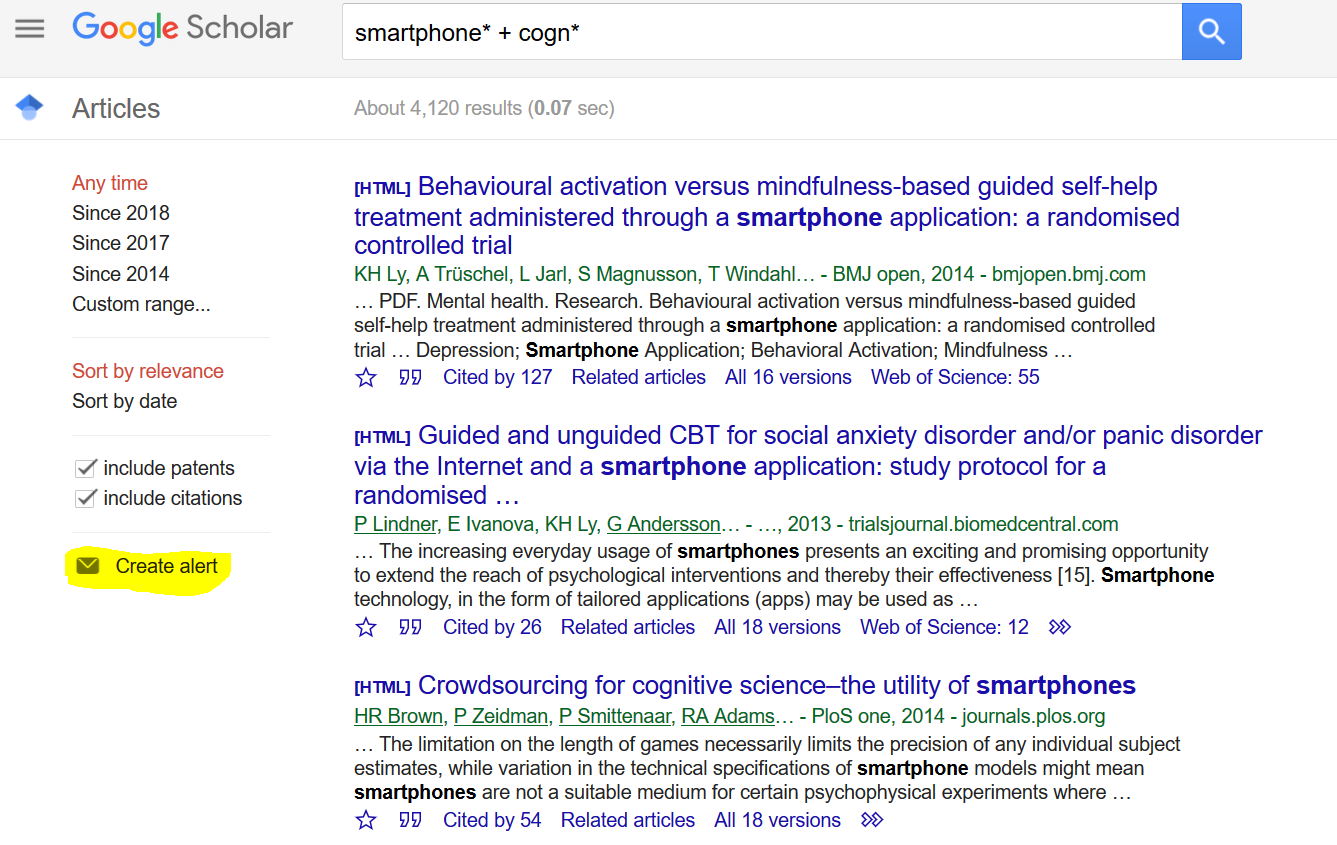 Google Scholar
smartphone* + cogn*
Articles
About 4,120 results (0.07 sec)
Any time
Since 2018
Since 2017
Since 2014
Custom range...
Sort by relevance
Sort by date
include patents
include citations
Create alert
[HTML] Behavioural activation versus mindfulness-based guided self-help
treatment administered through a smartphone application: a randomised
controlled trial
KH Ly, A Trüschel, L Jarl, S Magnusson, T Windahl… - BMJ open, 2014 - bmjopen.bmj.com
… PDF. Mental health. Research. Behavioural activation versus mindfulness-based guided
self-help treatment administered through a smartphone application: a randomised controlled
trial … Depression; Smartphone Application; Behavioral Activation; Mindfulness …
Cited by 127 Related articles All 16 versions Web of Science: 55
[HTML] Guided and unguided CBT for social anxiety disorder and/or panic disorder
via the Internet and a smartphone application: study protocol for a
randomised …
P Lindner, E Ivanova, KH Ly, G Andersson… - …, 2013 - trialsjournal.biomedcentral.com
… The increasing everyday usage of smartphones presents an exciting and promising opportunity
to extend the reach of psychological interventions and thereby their effectiveness [15]. Smartphone
technology, in the form of tailored applications (apps) may be used as …
Cited by 26 Related articles All 18 versions Web of Science: 12
[HTML] Crowdsourcing for cognitive science–the utility of smartphones
HR Brown, P Zeidman, P Smittenaar, RA Adams… - PloS one, 2014 - journals.plos.org
… The limitation on the length of games necessarily limits the precision of any individual subject
estimates, while variation in the technical specifications of smartphone models might mean
smartphones are not a suitable medium for certain psychophysical experiments where …
Cited by 54 Related articles All 18 versions